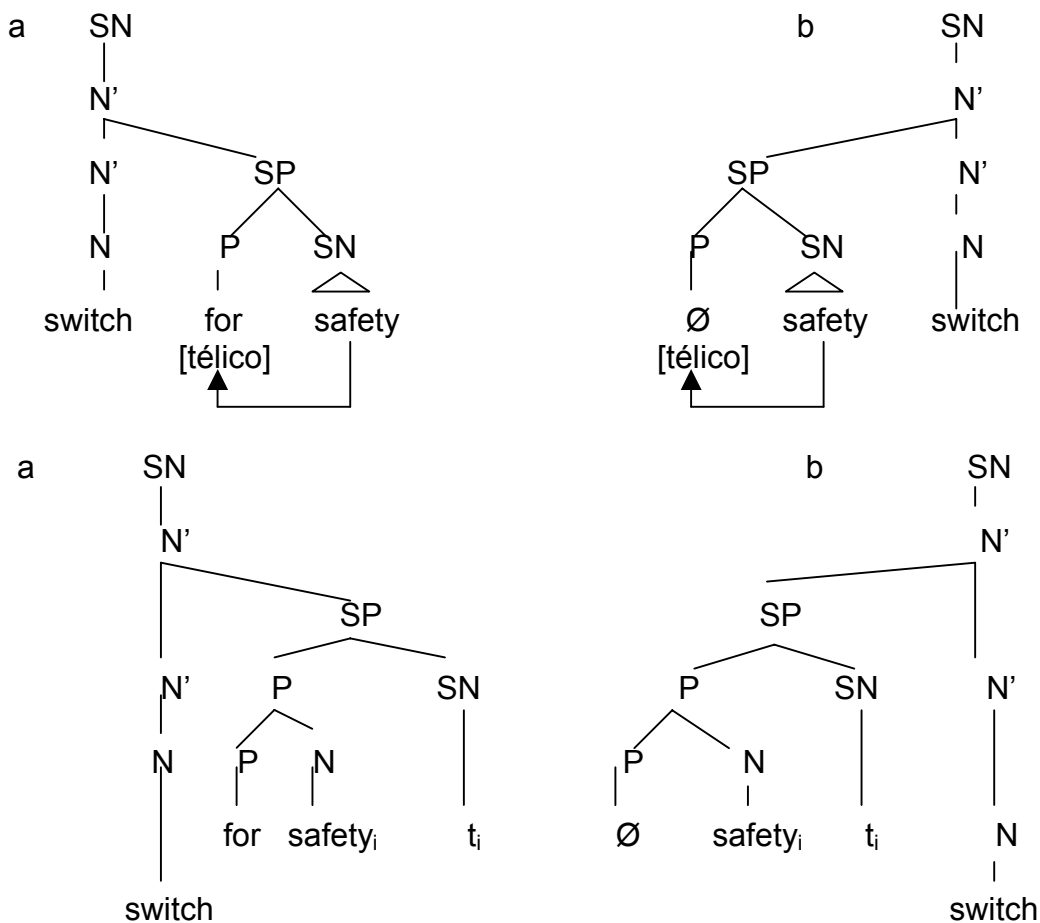 a SN b SN
N’ N’
N’ SP SP N’
N P SN P SN N
switch for safety Ø safety switch
[télico] [télico]
a SN b SN
N’ N’
SP SP
N’ P SN P SN N’
N P N P N
for safetyᵢ tᵢ Ø safetyᵢ tᵢ N
switch switch